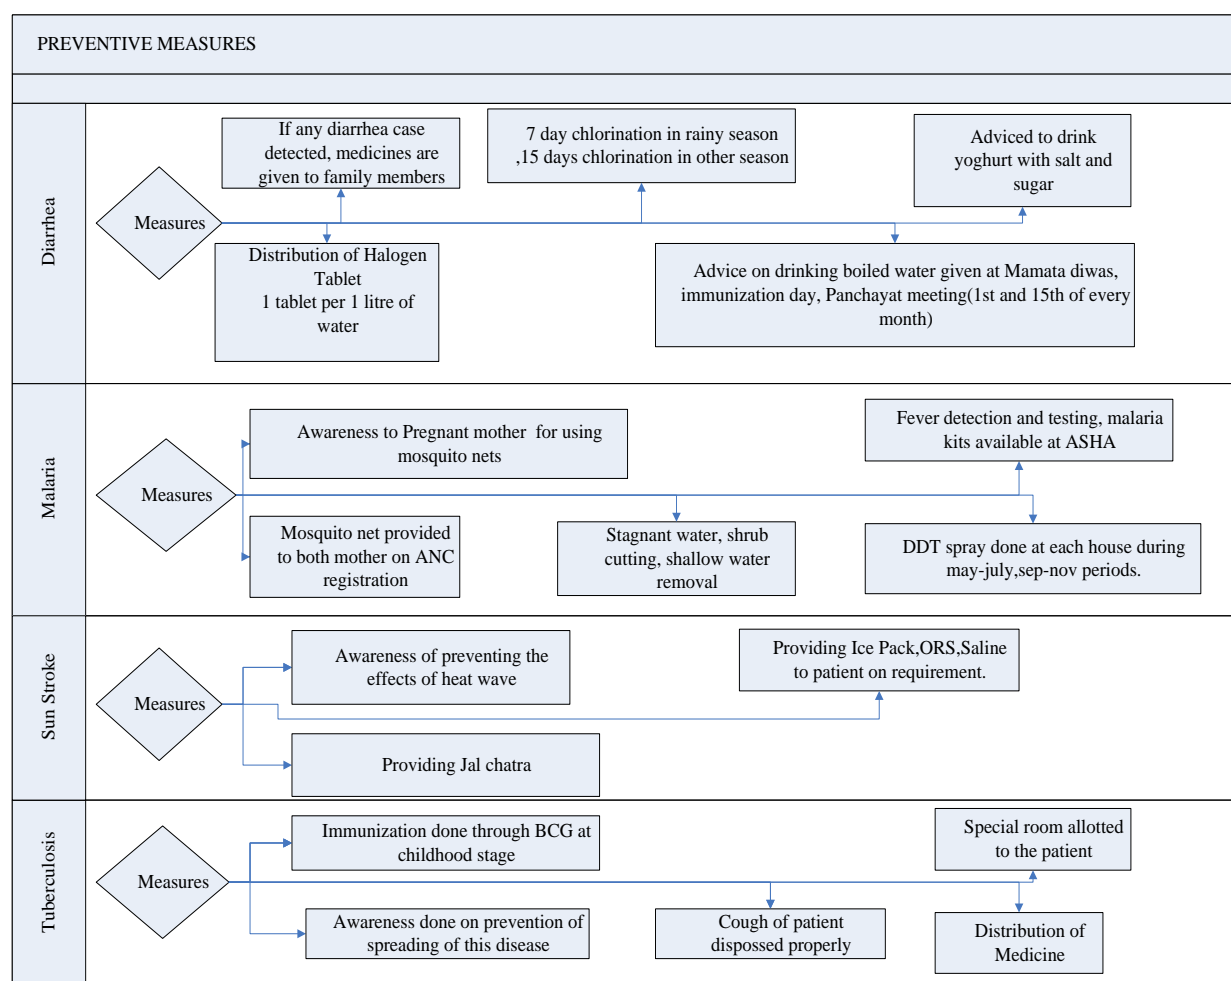 PREVENTIVE MEASURES
Diarrhea
Measures
If any diarrhea case
detected, medicines are
given to family members
7 day chlorination in rainy season
,15 days chlorination in other season
Adviced to drink
yoghurt with salt and
sugar
Distribution of Halogen
Tablet
1 tablet per 1 litre of
water
Advice on drinking boiled water given at Mamata diwas,
immunization day, Panchayat meeting(1st and 15th of every
month)
Malaria
Measures
Awareness to Pregnant mother for using
mosquito nets
Fever detection and testing, malaria
kits available at ASHA
Mosquito net provided
to both mother on ANC
registration
Stagnant water, shrub
cutting, shallow water
removal
DDT spray done at each house during
may-july,sep-nov periods.
Sun Stroke
Measures
Awareness of preventing the
effects of heat wave
Providing Ice Pack,ORS,Saline
to patient on requirement.
Providing Jal chatra
Tuberculosis
Measures
Immunization done through BCG at
childhood stage
Special room allotted
to the patient
Awareness done on prevention of
spreading of this disease
Cough of patient
dispossed properly
Distribution of
Medicine